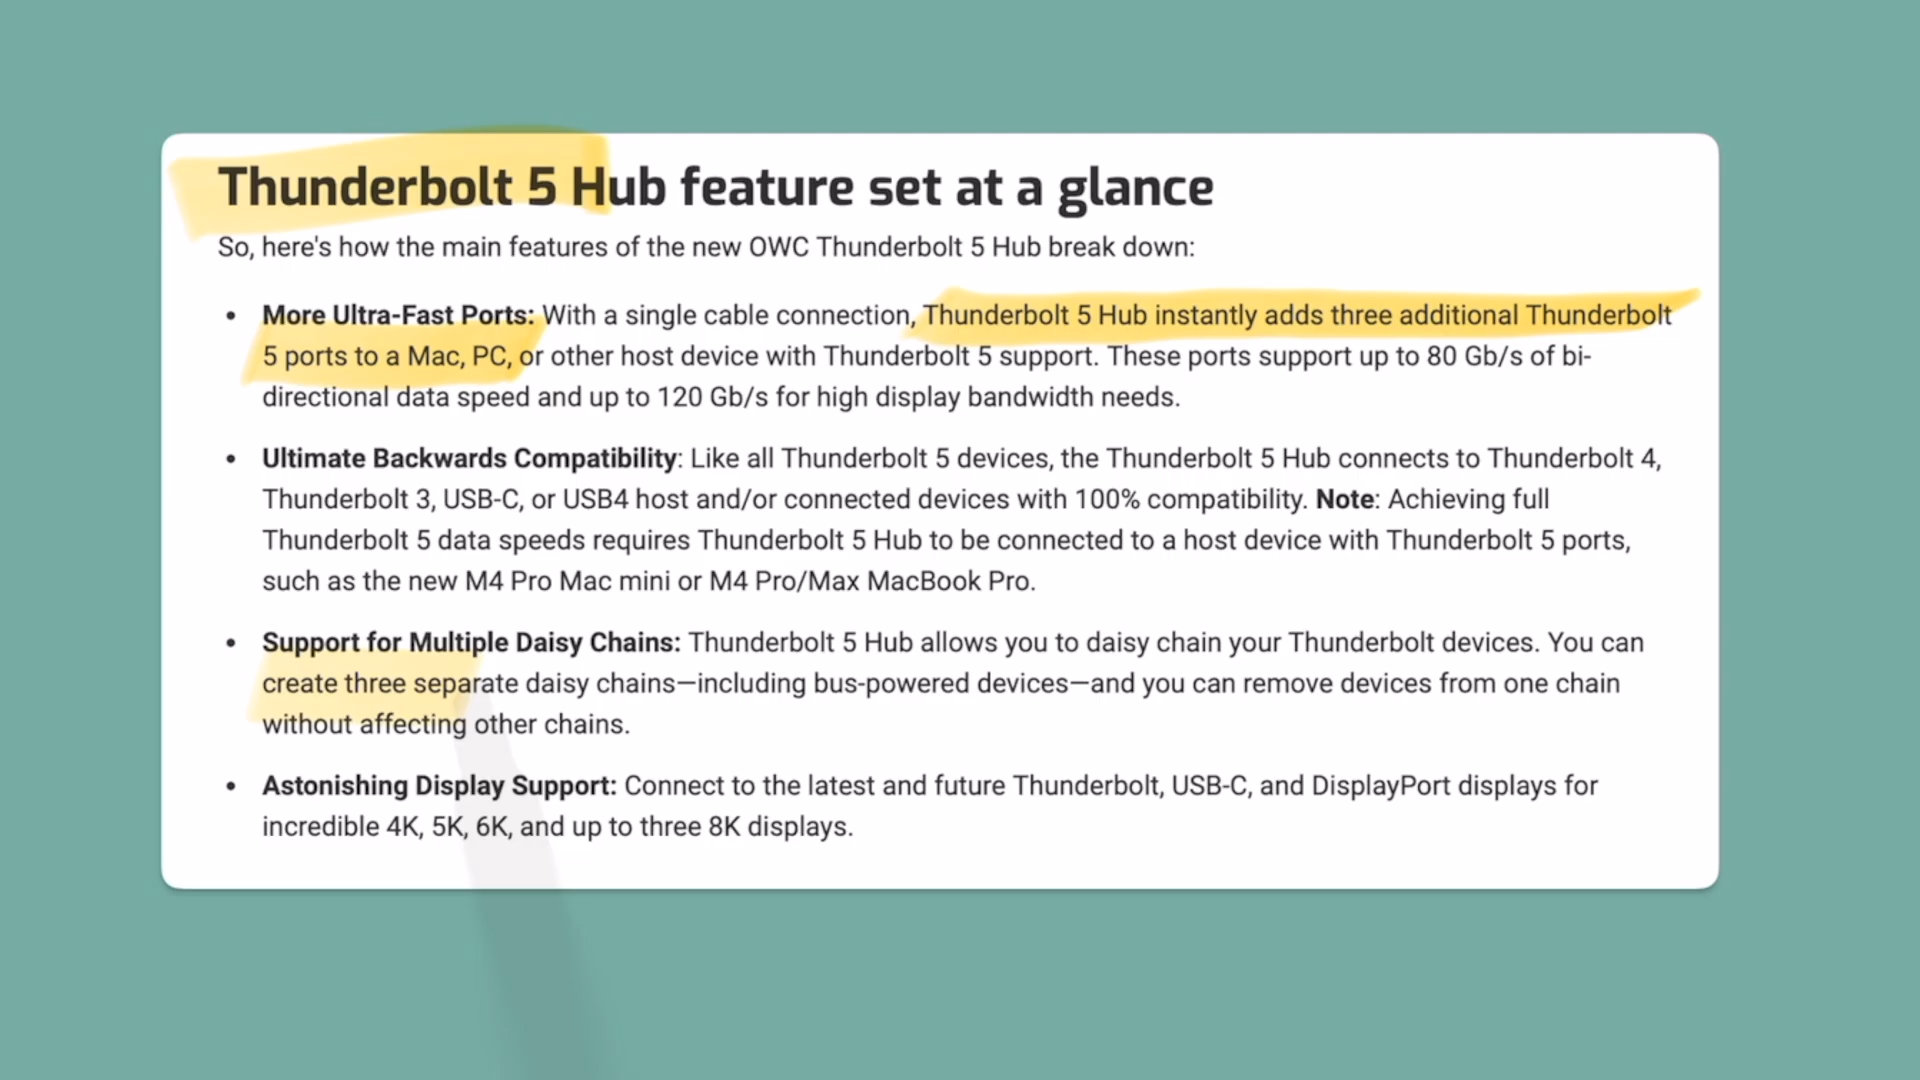 Thunderbolt 5 Hub feature set at a glance
So, here's how the main features of the new OWC Thunderbolt 5 Hub break down:
• More Ultra-Fast Ports: With a single cable connection, Thunderbolt 5 Hub instantly adds three additional Thunderbolt
5 ports to a Mac, PC, or other host device with Thunderbolt 5 support. These ports support up to 80 Gb/s of bi-
directional data speed and up to 120 Gb/s for high display bandwidth needs.
• Ultimate Backwards Compatibility: Like all Thunderbolt 5 devices, the Thunderbolt 5 Hub connects to Thunderbolt 4,
Thunderbolt 3, USB-C, or USB4 host and/or connected devices with 100% compatibility. Note: Achieving full
Thunderbolt 5 data speeds requires Thunderbolt 5 Hub to be connected to a host device with Thunderbolt 5 ports,
such as the new M4 Pro Mac mini or M4 Pro/Max MacBook Pro.
• Support for Multiple Daisy Chains: Thunderbolt 5 Hub allows you to daisy chain your Thunderbolt devices. You can
create three separate daisy chains—including bus-powered devices—and you can remove devices from one chain
without affecting other chains.
• Astonishing Display Support: Connect to the latest and future Thunderbolt, USB-C, and DisplayPort displays for
incredible 4K, 5K, 6K, and up to three 8K displays.